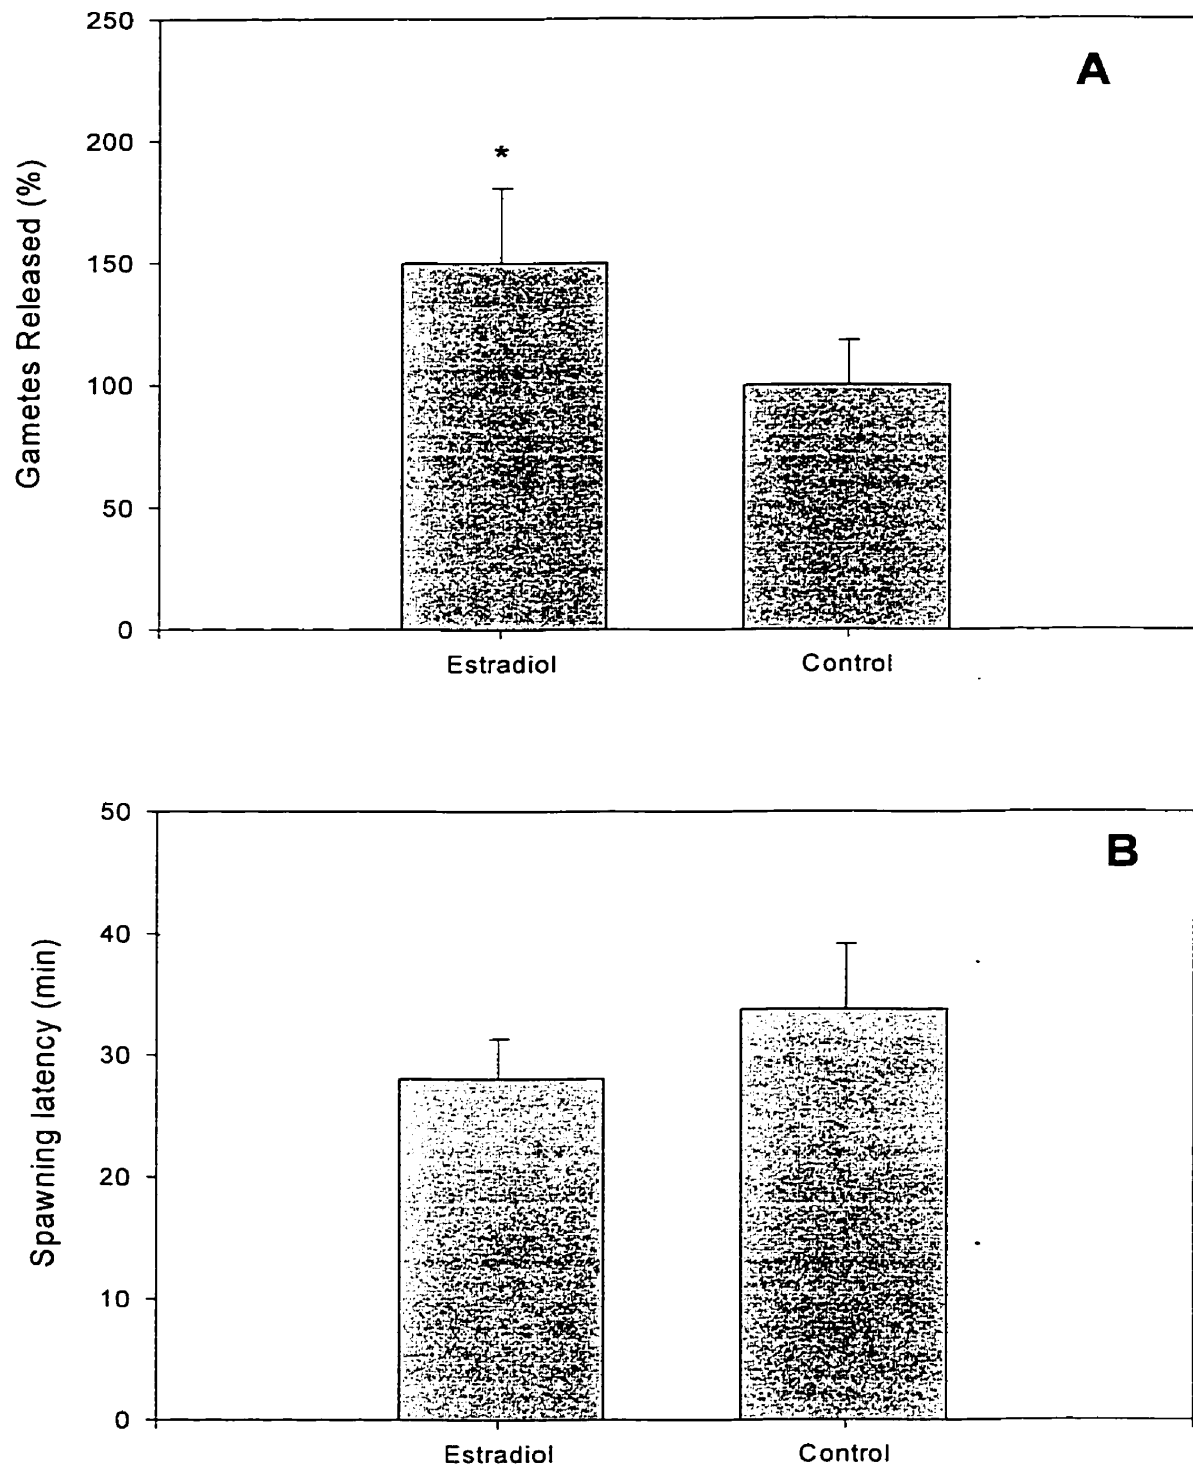 A
Gametes Released (%)
250
200
150
100
50
0
*
Estradiol Control
B
Spawning latency (min)
50
40
30
20
10
0
Estradiol Control